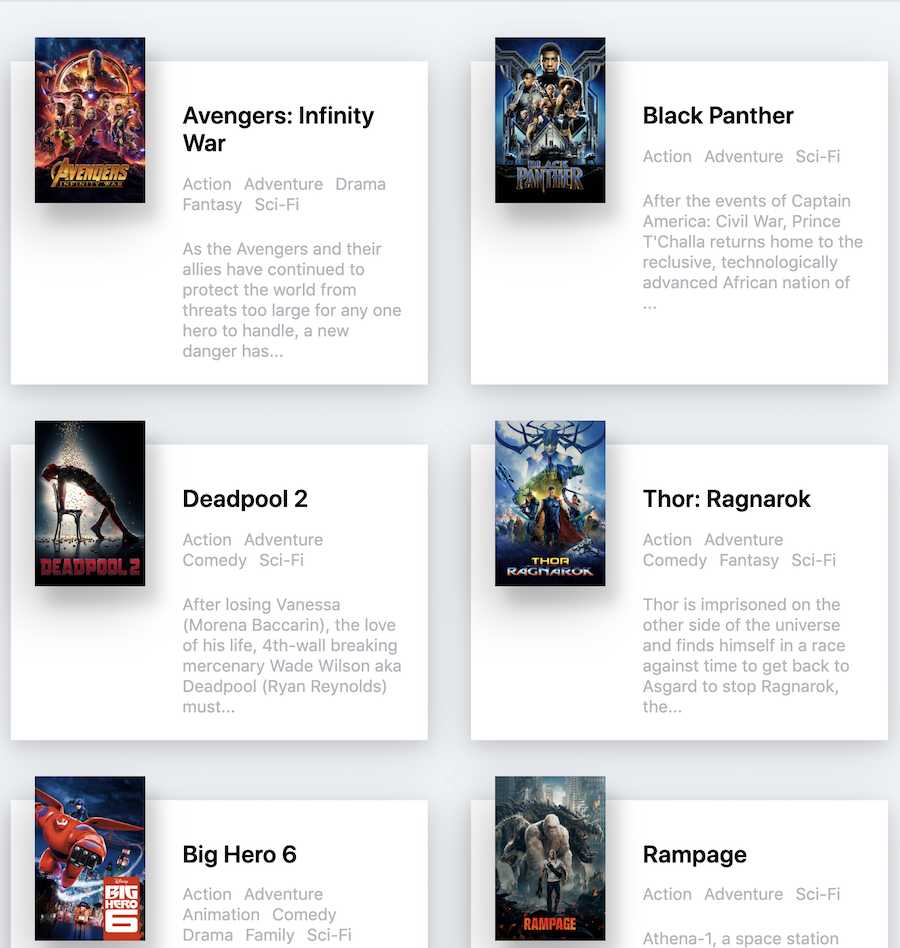 AVENGERS
INFINITY WAR
Avengers: Infinity
War
Action Adventure Drama
Fantasy Sci-Fi
As the Avengers and their
allies have continued to
protect the world from
threats too large for any one
hero to handle, a new
danger has...
BLACK
PANTHER
Black Panther
Action Adventure Sci-Fi
After the events of Captain
America: Civil War, Prince
T'Challa returns home to the
reclusive, technologically
advanced African nation of
...
DEADPOOL 2
Deadpool 2
Action Adventure
Comedy Sci-Fi
After losing Vanessa
(Morena Baccarin), the love
of his life, 4th-wall breaking
mercenary Wade Wilson aka
Deadpool (Ryan Reynolds)
must...
THOR
RAGNAROK
Thor: Ragnarok
Action Adventure
Comedy Fantasy Sci-Fi
Thor is imprisoned on the
other side of the universe
and finds himself in a race
against time to get back to
Asgard to stop Ragnarok,
the...
Disney
BIG
HERO
6
Big Hero 6
Action Adventure
Animation Comedy
Drama Family Sci-Fi
RAMPAGE
Rampage
Action Adventure Sci-Fi
Athena-1, a space station